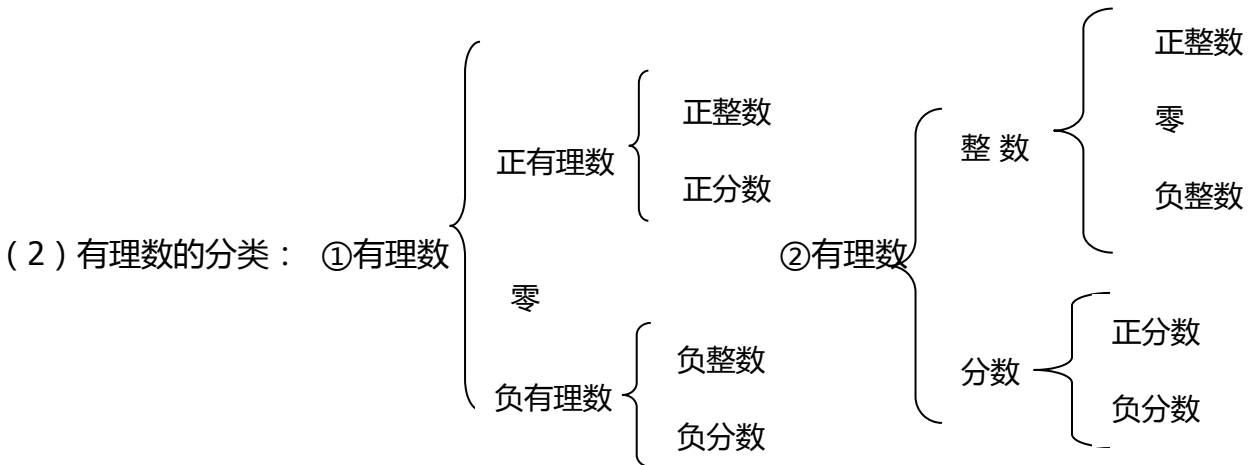 （2）有理数的分类： ①有理数
正有理数
正整数
正分数
零
负有理数
负整数
负分数
②有理数
整 数
正整数
零
负整数
分数
正分数
负分数